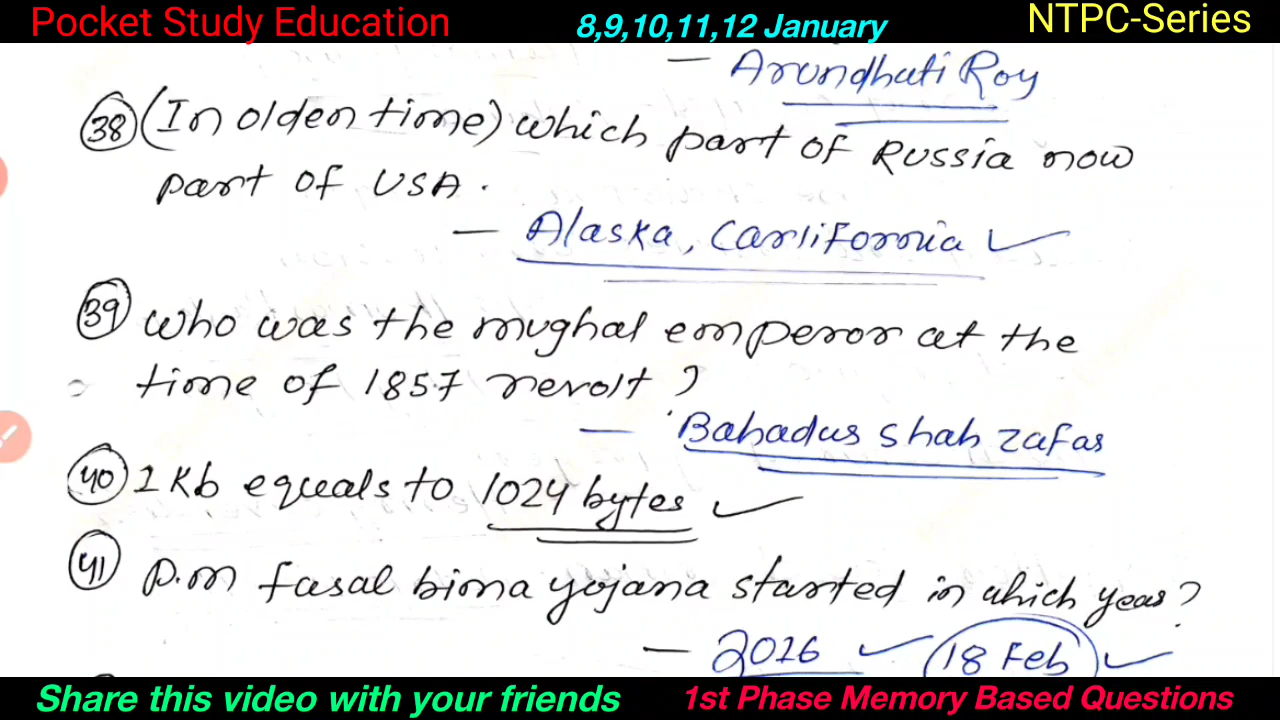 Pocket Study Education
8,9,10,11,12 January
NTPC-Series
— Arundhati Roy
38 (In olden time) which part of Russia now
part of USA.
— Alaska, Carlifornia ✓
39 who was the mughal emperor at the
time of 1857 revolt ?
— Bahadur shah zafar
40 1 Kb equals to 1024 bytes ✓
41 P.m fasal bima yojana started in which year ?
— 2016 ✓ 18 Feb ✓
Share this video with your friends
1st Phase Memory Based Questions